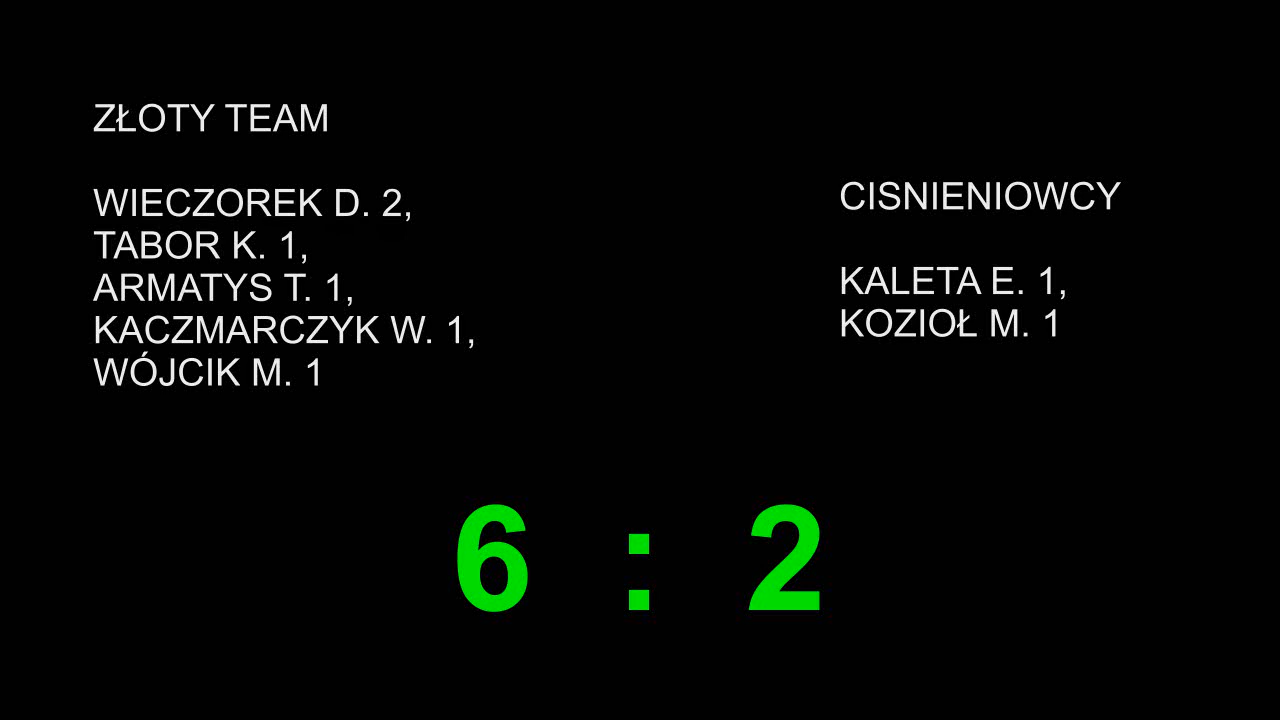 ZŁOTY TEAM
WIECZOREK D. 2,
TABOR K. 1,
ARMATYS T. 1,
KACZMARCZYK W. 1,
WÓJCIK M. 1
CISNIENIOWCY
KALETA E. 1,
KOZIOŁ M. 1
6 : 2